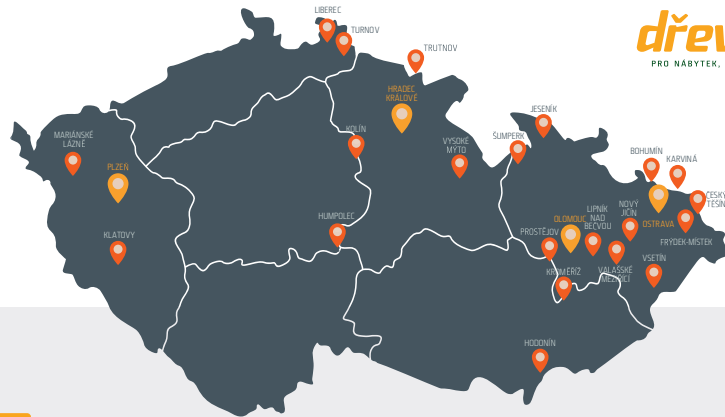 LIBEREC
TURNOV
dřev
PRO NÁBYTEK,
TRUTNOV
HRADEC
KRÁLOVÉ
JESENÍK
KOLÍN
MARIÁNSKÉ
LÁZNĚ
VYSOKÉ
MÝTO
ŠUMPERK
BOHUMÍN
KARVINÁ
PLZEŇ
ČESKÝ
TĚŠÍN
HUMPOLEC
OLOMOUC
LIPNÍK
NAD
BEČVOU
NOVÝ
JIČÍN
OSTRAVA
KLATOVY
PROSTĚJOV
FRÝDEK-MÍSTEK
VSETÍN
KROMĚŘÍŽ
VALAŠSKÉ
MEZIŘÍČÍ
HODONÍN